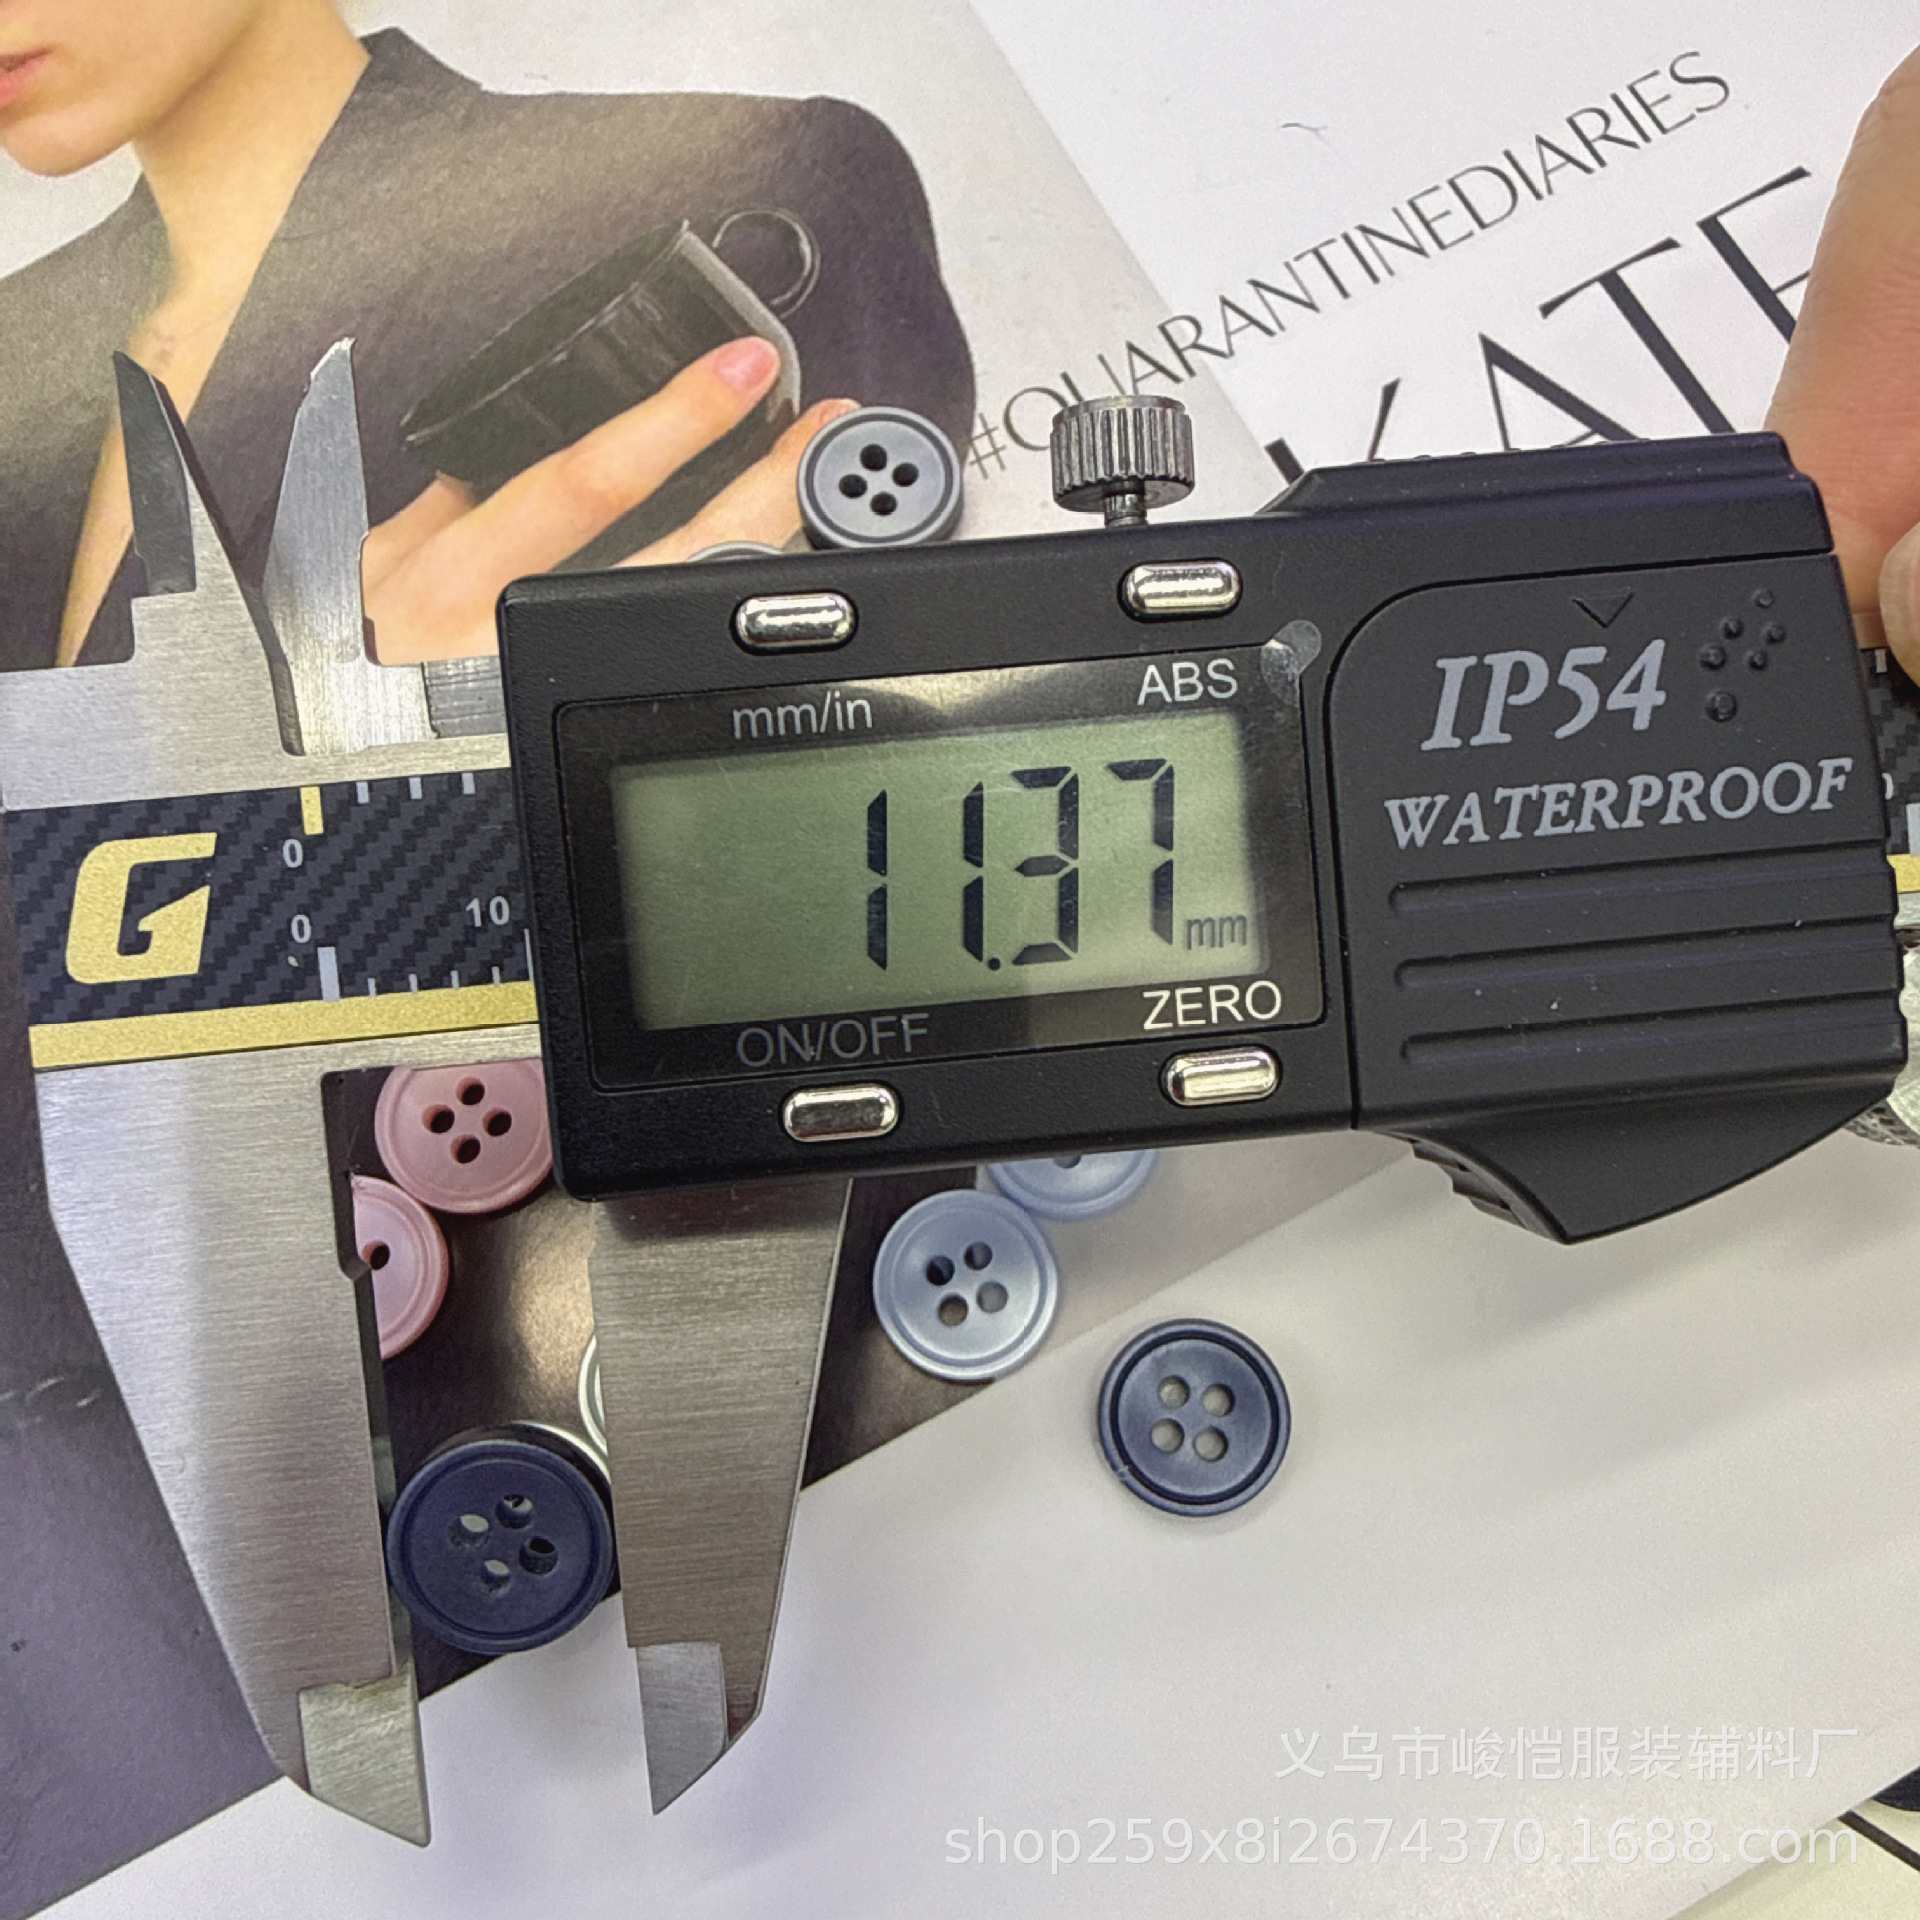 #QUARANTINEDIARIES
KATE
mm/in
ABS
11.37 mm
ON/OFF
ZERO
IP54
WATERPROOF
G
0
0
10
义乌市峻恺服装辅料厂
shop259x8i2674370.1688.com